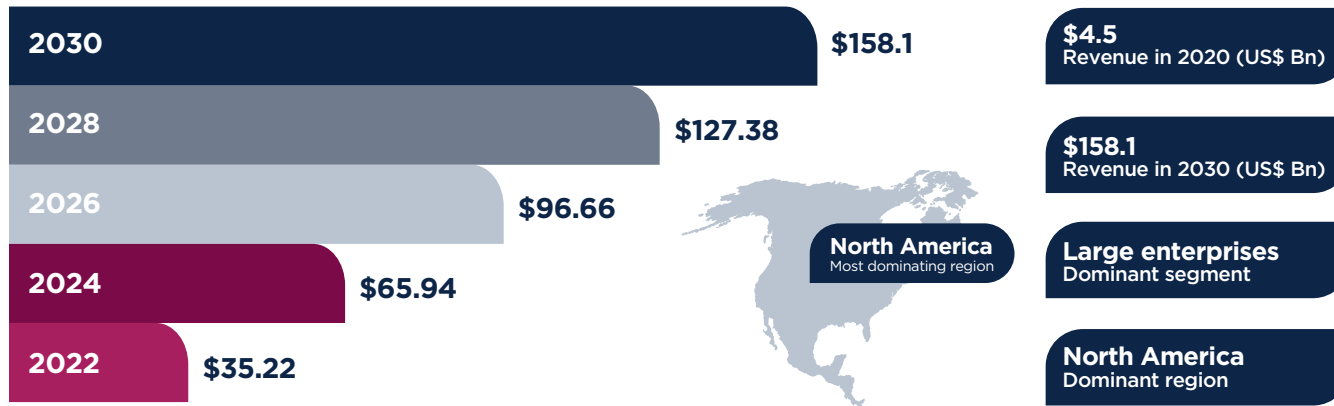 2030
$158.1
2028
$127.38
2026
$96.66
2024
$65.94
2022
$35.22
North America
Most dominating region
$4.5
Revenue in 2020 (US$ Bn)
$158.1
Revenue in 2030 (US$ Bn)
Large enterprises
Dominant segment
North America
Dominant region